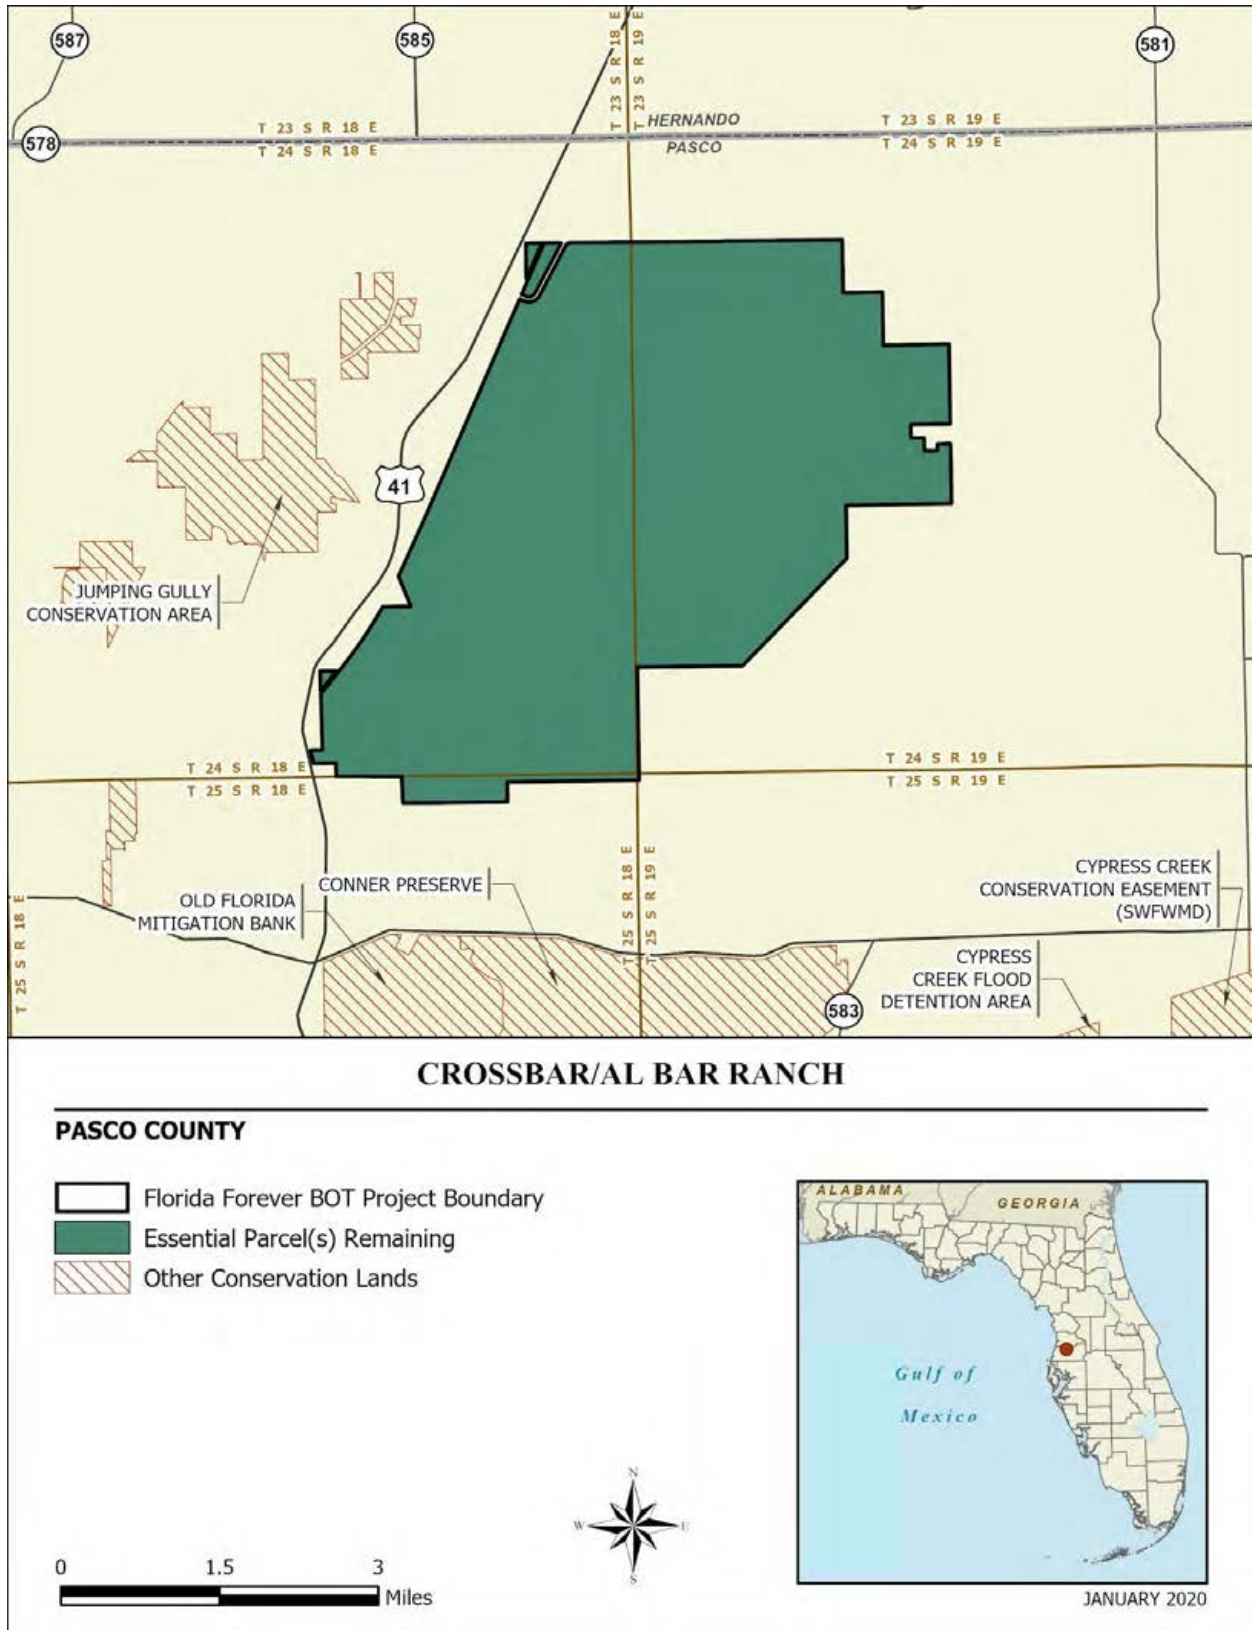 587
585
581
T 23 S R 18 E
T 23 S R 19 E
578
T 23 S R 18 E
T 24 S R 18 E
HERNANDO
PASCO
T 23 S R 19 E
T 24 S R 19 E
41
JUMPING GULLY
CONSERVATION AREA
T 24 S R 18 E
T 25 S R 18 E
T 24 S R 19 E
T 25 S R 19 E
T 25 S R 18 E
OLD FLORIDA
MITIGATION BANK
CONNER PRESERVE
T 25 S R 18 E
T 25 S R 19 E
CYPRESS CREEK
CONSERVATION EASEMENT
(SWFWMD)
CYPRESS
CREEK FLOOD
DETENTION AREA
583
CROSSBAR/AL BAR RANCH
PASCO COUNTY
Florida Forever BOT Project Boundary
Essential Parcel(s) Remaining
Other Conservation Lands
ALABAMA
GEORGIA
Gulf of
Mexico
N
W
E
S
0 1.5 3
Miles
JANUARY 2020